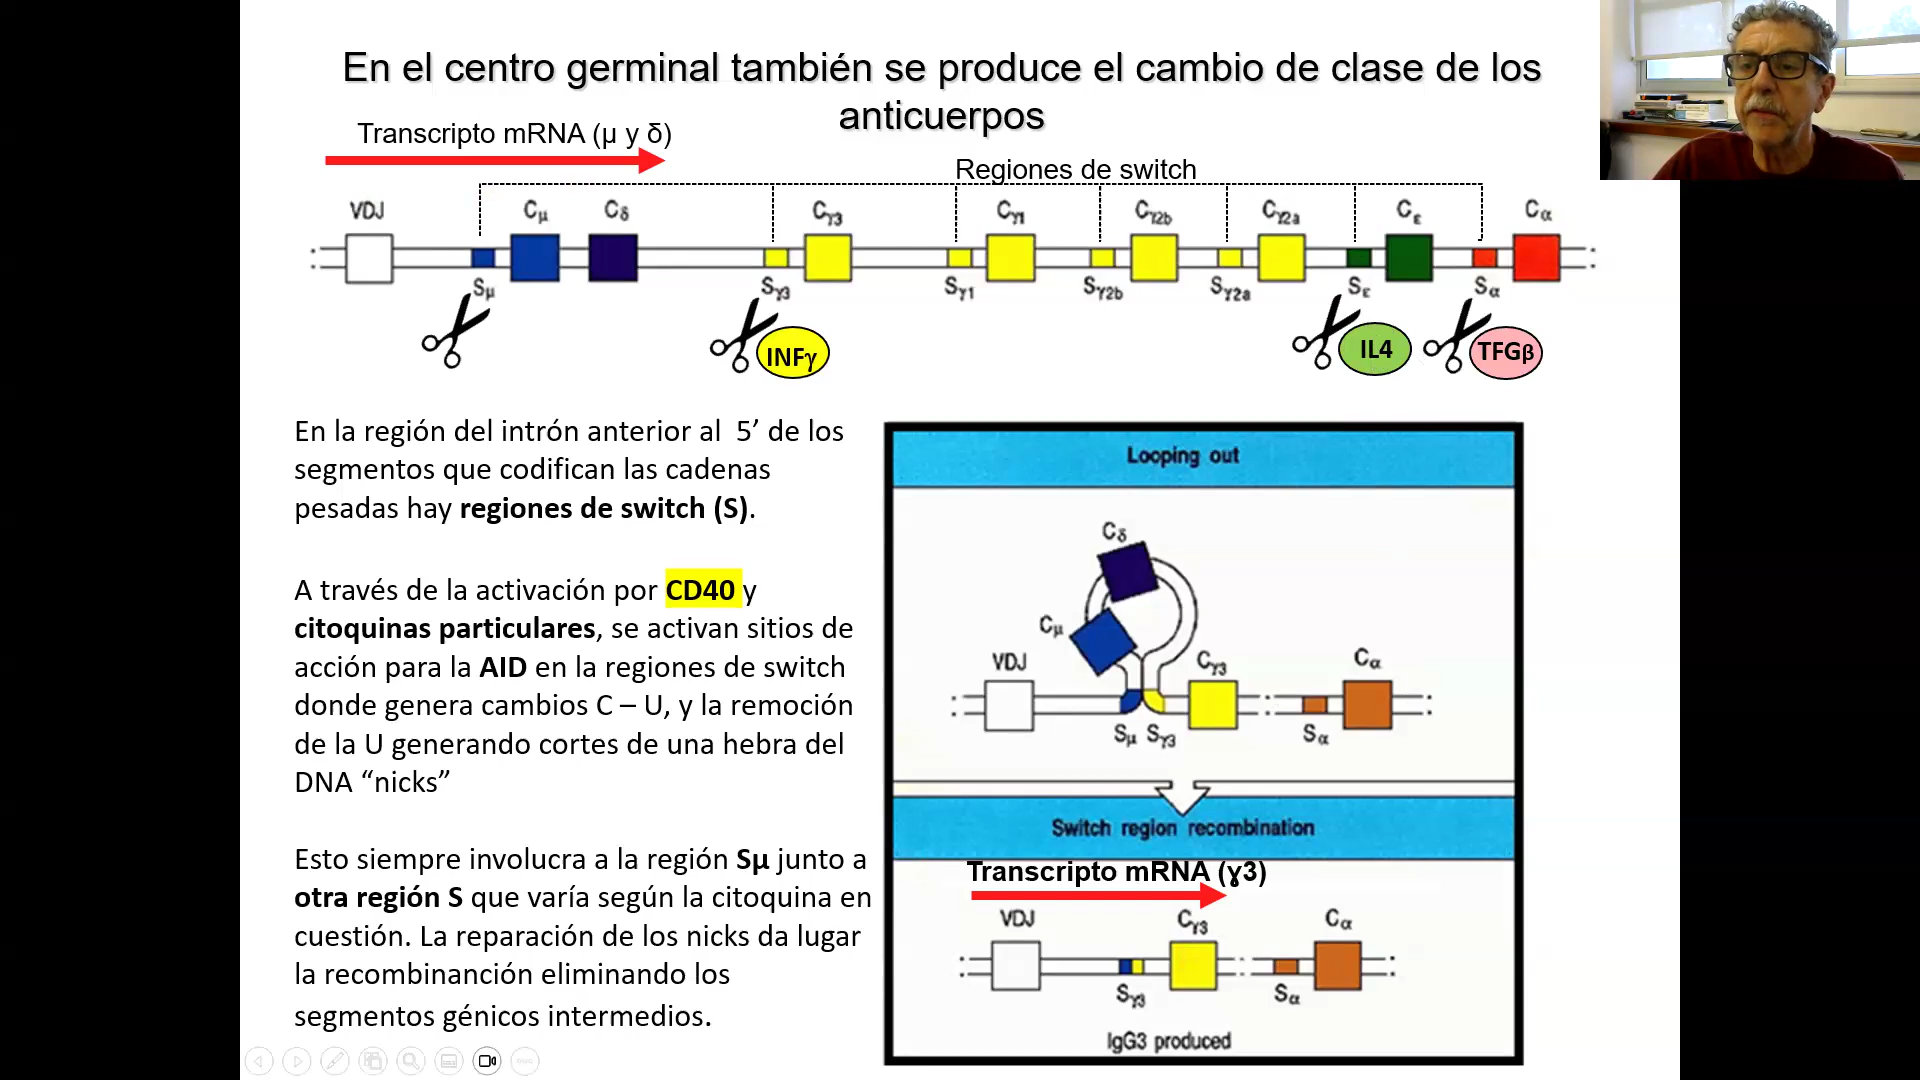 En el centro germinal también se produce el cambio de clase de los
anticuerpos
Transcripto mRNA (μ y δ)
Regiones de switch
VDJ Cμ Cδ Cγ3 Cγ1 Cγ2b Cγ2a Cε Cα
Sμ Sγ3 Sγ1 Sγ2b Sγ2a Sε Sα
INFγ IL4 TFGβ
En la región del intrón anterior al 5’ de los
segmentos que codifican las cadenas
pesadas hay regiones de switch (S).
A través de la activación por CD40 y
citoquinas particulares, se activan sitios de
acción para la AID en la regiones de switch
donde genera cambios C – U, y la remoción
de la U generando cortes de una hebra del
DNA “nicks”
Esto siempre involucra a la región Sμ junto a
otra región S que varía según la citoquina en
cuestión. La reparación de los nicks da lugar
la recombinanción eliminando los
segmentos génicos intermedios.
Looping out
Cδ
Cμ
VDJ Cγ3 Cα
Sμ Sγ3 Sα
Switch region recombination
Transcripto mRNA (ɣ3)
VDJ Cγ3 Cα
Sγ3 Sα
IgG3 produced